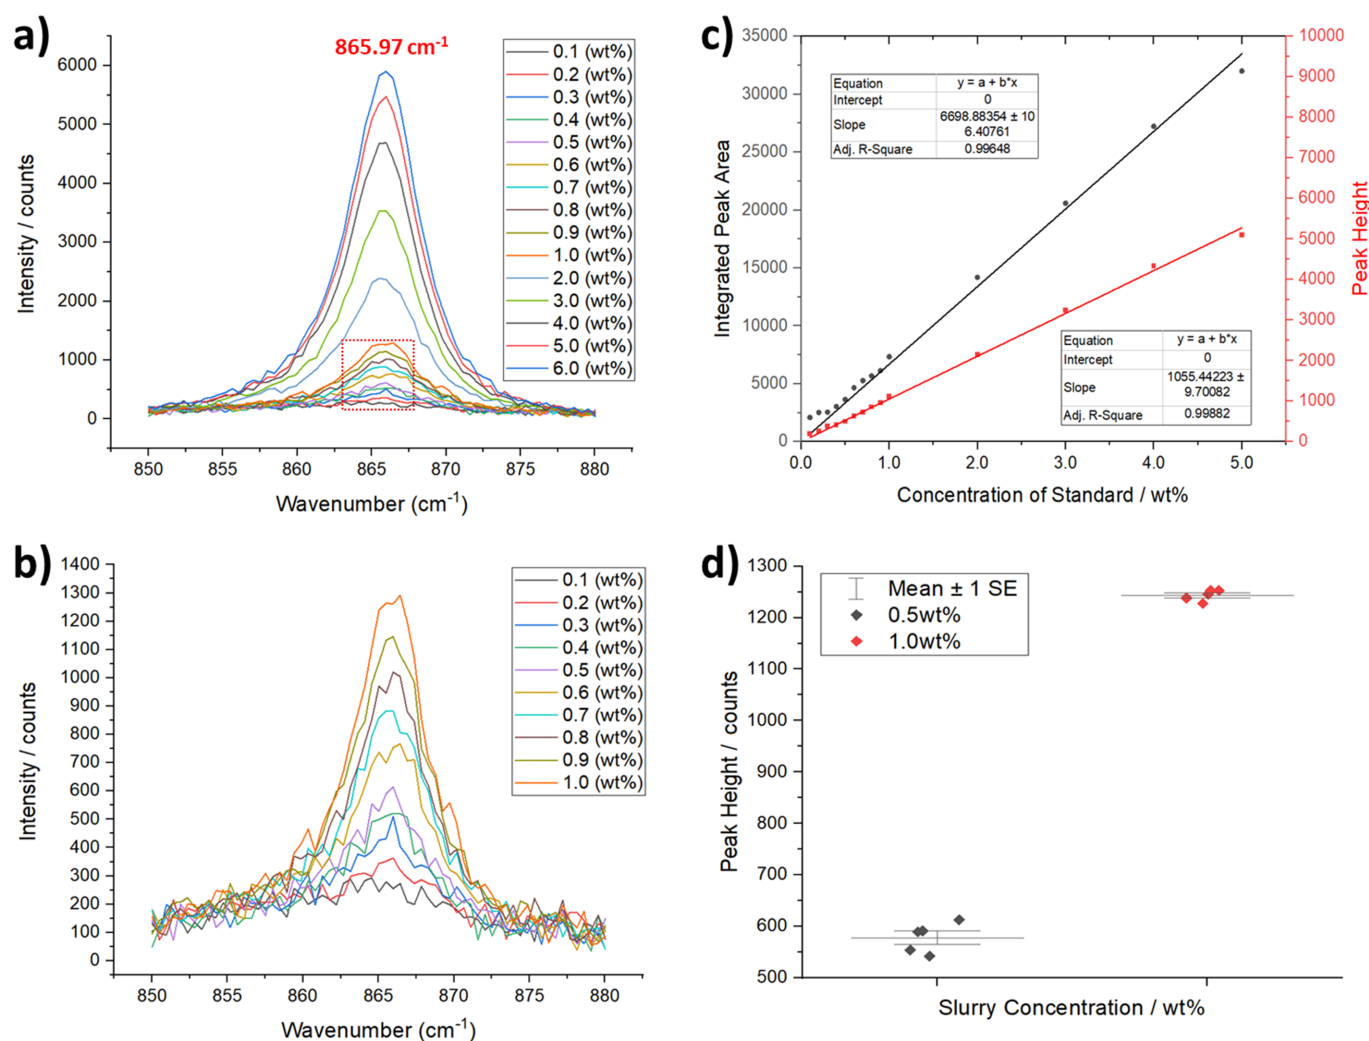 a)
865.97 cm-1
6000
5000
4000
3000
2000
1000
0
Intensity / counts
850 855 860 865 870 875 880
Wavenumber (cm-1)
0.1 (wt%)
0.2 (wt%)
0.3 (wt%)
0.4 (wt%)
0.5 (wt%)
0.6 (wt%)
0.7 (wt%)
0.8 (wt%)
0.9 (wt%)
1.0 (wt%)
2.0 (wt%)
3.0 (wt%)
4.0 (wt%)
5.0 (wt%)
6.0 (wt%)
c)
35000
30000
25000
20000
15000
10000
5000
0
Integrated Peak Area
Equation y = a + b*x
Intercept 0
Slope 6698.88354 ± 10
6.40761
Adj. R-Square 0.99648
Equation y = a + b*x
Intercept 0
Slope 1055.44223 ±
9.70082
Adj. R-Square 0.99882
10000
9000
8000
7000
6000
5000
4000
3000
2000
1000
0
Peak Height
0.0 1.0 2.0 3.0 4.0 5.0
Concentration of Standard / wt%
b)
1400
1300
1200
1100
1000
900
800
700
600
500
400
300
200
100
0
Intensity / counts
850 855 860 865 870 875 880
Wavenumber (cm-1)
0.1 (wt%)
0.2 (wt%)
0.3 (wt%)
0.4 (wt%)
0.5 (wt%)
0.6 (wt%)
0.7 (wt%)
0.8 (wt%)
0.9 (wt%)
1.0 (wt%)
d)
1300
1200
1100
1000
900
800
700
600
500
Peak Height / counts
Mean ± 1 SE
0.5wt%
1.0wt%
Slurry Concentration / wt%